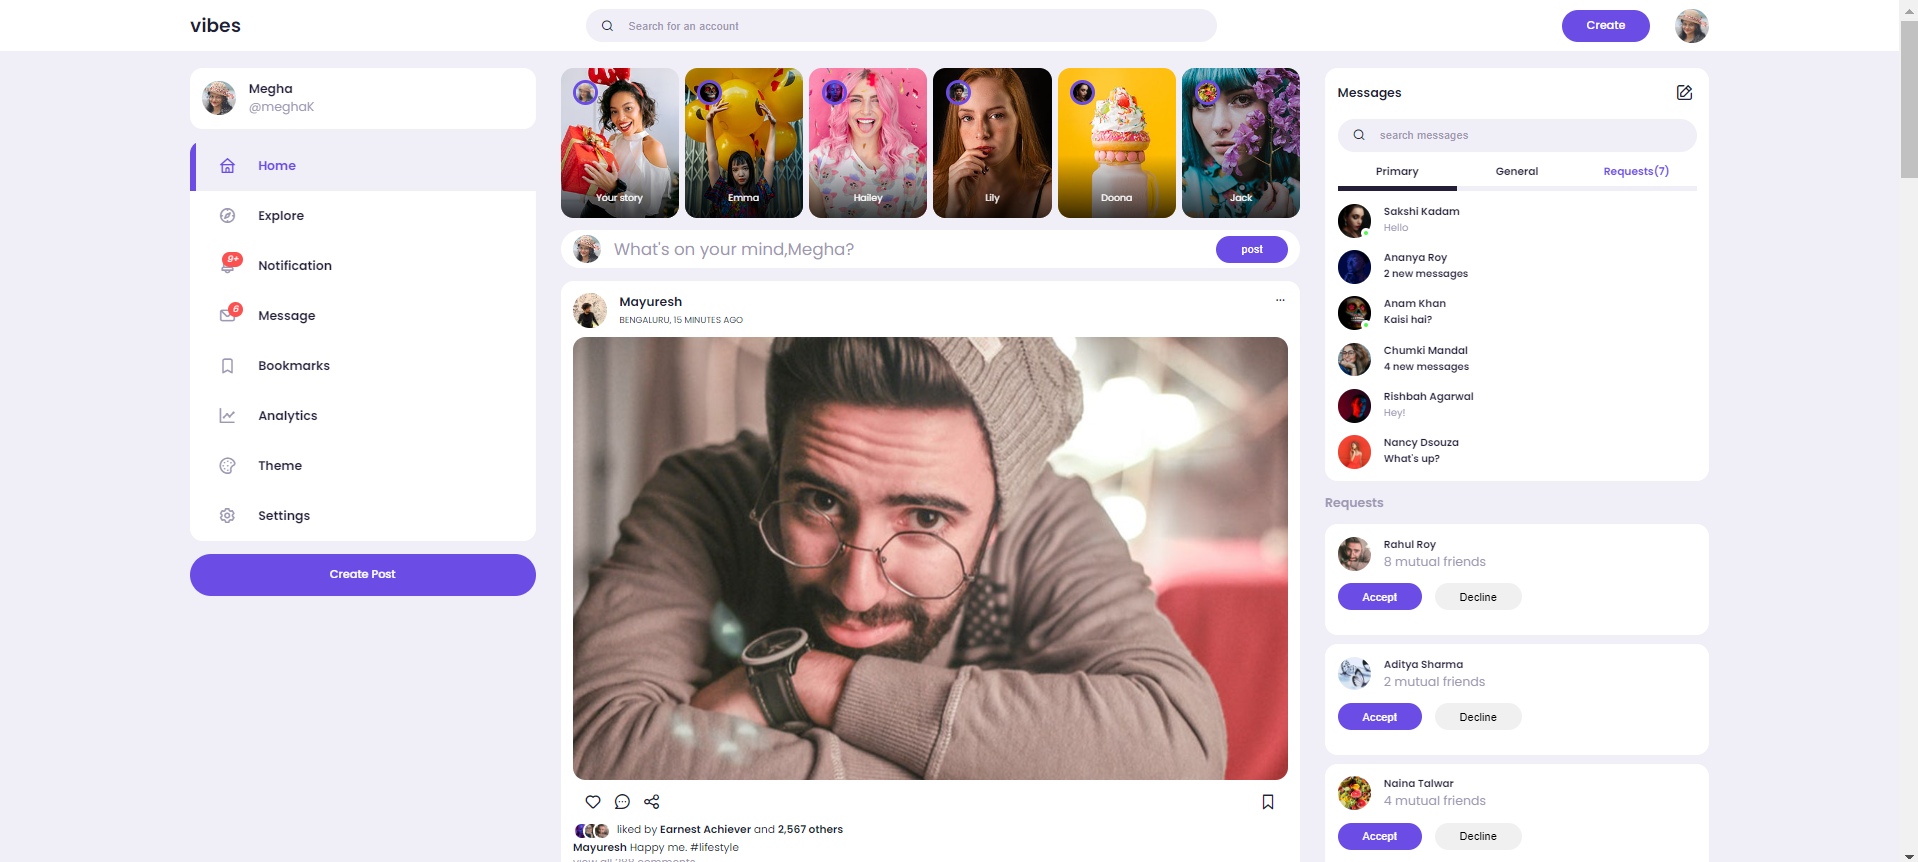 vibes
Search for an account
Create
Megha
@meghaK
Home
Explore
9+
Notification
6
Message
Bookmarks
Analytics
Theme
Settings
Create Post
Your story
Emma
Hailey
Lily
Doona
Jack
What's on your mind,Megha?
post
Mayuresh
BENGALURU, 15 MINUTES AGO
liked by Earnest Achiever and 2,567 others
Mayuresh Happy me. #lifestyle
Messages
search messages
Primary General Requests(7)
Sakshi Kadam
Hello
Ananya Roy
2 new messages
Anam Khan
Kaisi hai?
Chumki Mandal
4 new messages
Rishbah Agarwal
Hey!
Nancy Dsouza
What's up?
Requests
Rahul Roy
8 mutual friends
Accept Decline
Aditya Sharma
2 mutual friends
Accept Decline
Naina Talwar
4 mutual friends
Accept Decline